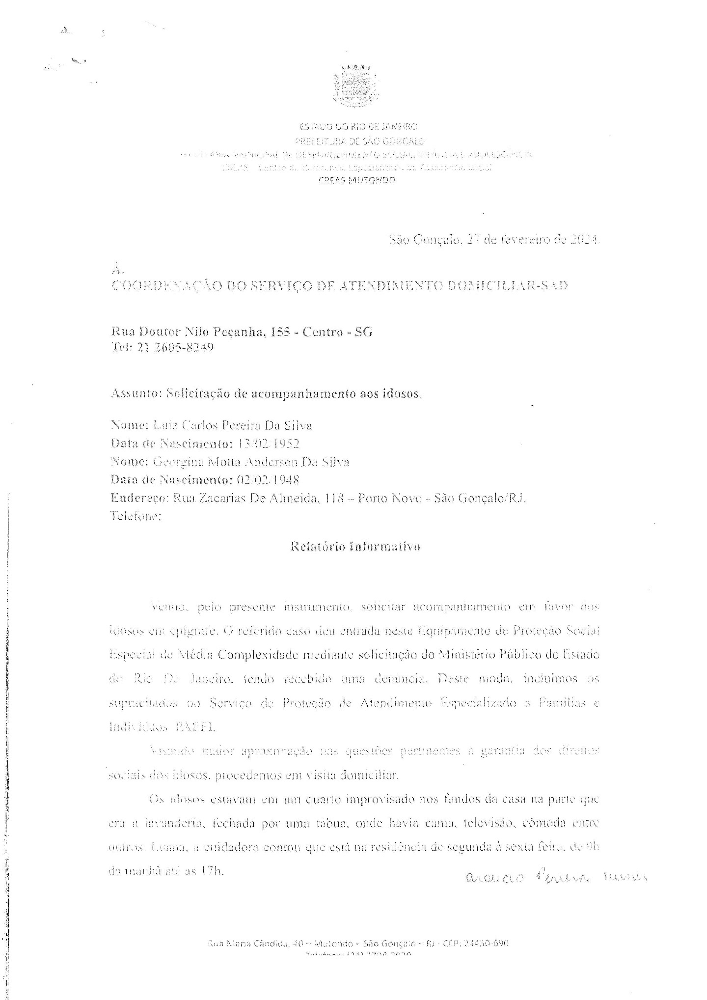 ESTADO DO RIO DE JANEIRO
PREFEITURA DE SÃO GONÇALO
SECRETARIA MUNICIPAL DE DESENVOLVIMENTO SOCIAL, INFÂNCIA E ADOLESCÊNCIA
CREAS - Centro de Referência Especializado de Assistência Social
CREAS MUTONDO
São Gonçalo, 27 de fevereiro de 2024.
À.
COORDENAÇÃO DO SERVIÇO DE ATENDIMENTO DOMICILIAR-SAD
Rua Doutor Nilo Peçanha, 155 - Centro - SG
Tel: 21 2605-8249
Assunto: Solicitação de acompanhamento aos idosos.
Nome: Luiz Carlos Pereira Da Silva
Data de Nascimento: 13/02/1952
Nome: Georgina Motta Anderson Da Silva
Data de Nascimento: 02/02/1948
Endereço: Rua Zacarias De Almeida, 118 – Porto Novo - São Gonçalo/RJ.
Telefone:
Relatório Informativo
Venho, pelo presente instrumento, solicitar acompanhamento em favor dos
idosos em epígrafe. O referido caso deu entrada neste Equipamento de Proteção Social
Especial de Média Complexidade mediante solicitação do Ministério Público do Estado
do Rio De Janeiro, tendo recebido uma denúncia. Deste modo, incluímos os
supracitados no Serviço de Proteção de Atendimento Especializado a Famílias e
Indivíduos PAEFI.
Visando maior aproximação nas questões pertinentes a garantia dos direitos
sociais dos idosos, procedemos em visita domiciliar.
Os idosos estavam em um quarto improvisado nos fundos da casa na parte que
era a lavanderia, fechada por uma tábua, onde havia cama, televisão, cômoda entre
outros. Luana, a cuidadora contou que está na residência de segunda à sexta feira, de 9h
da manhã até as 17h.
Pereira
Rua Maria Cândida, 40 – Mutondo - São Gonçalo – RJ - CEP. 24450-690
Telefone: (21)